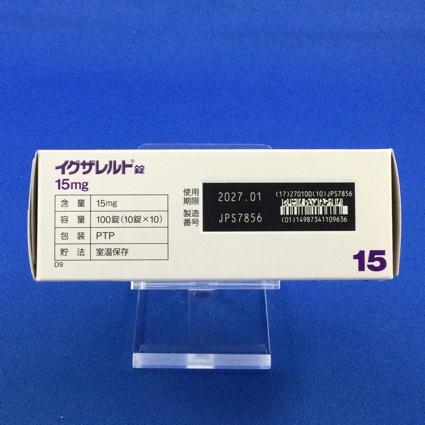 イグザレルト®錠
15mg
含量 15mg
容量 100錠(10錠×10)
包装 PTP
貯法 室温保存
D9
使用期限 2027.01
製造番号 JPS7856
(17)270100(10)JPS7856
(01)14987341109636
15